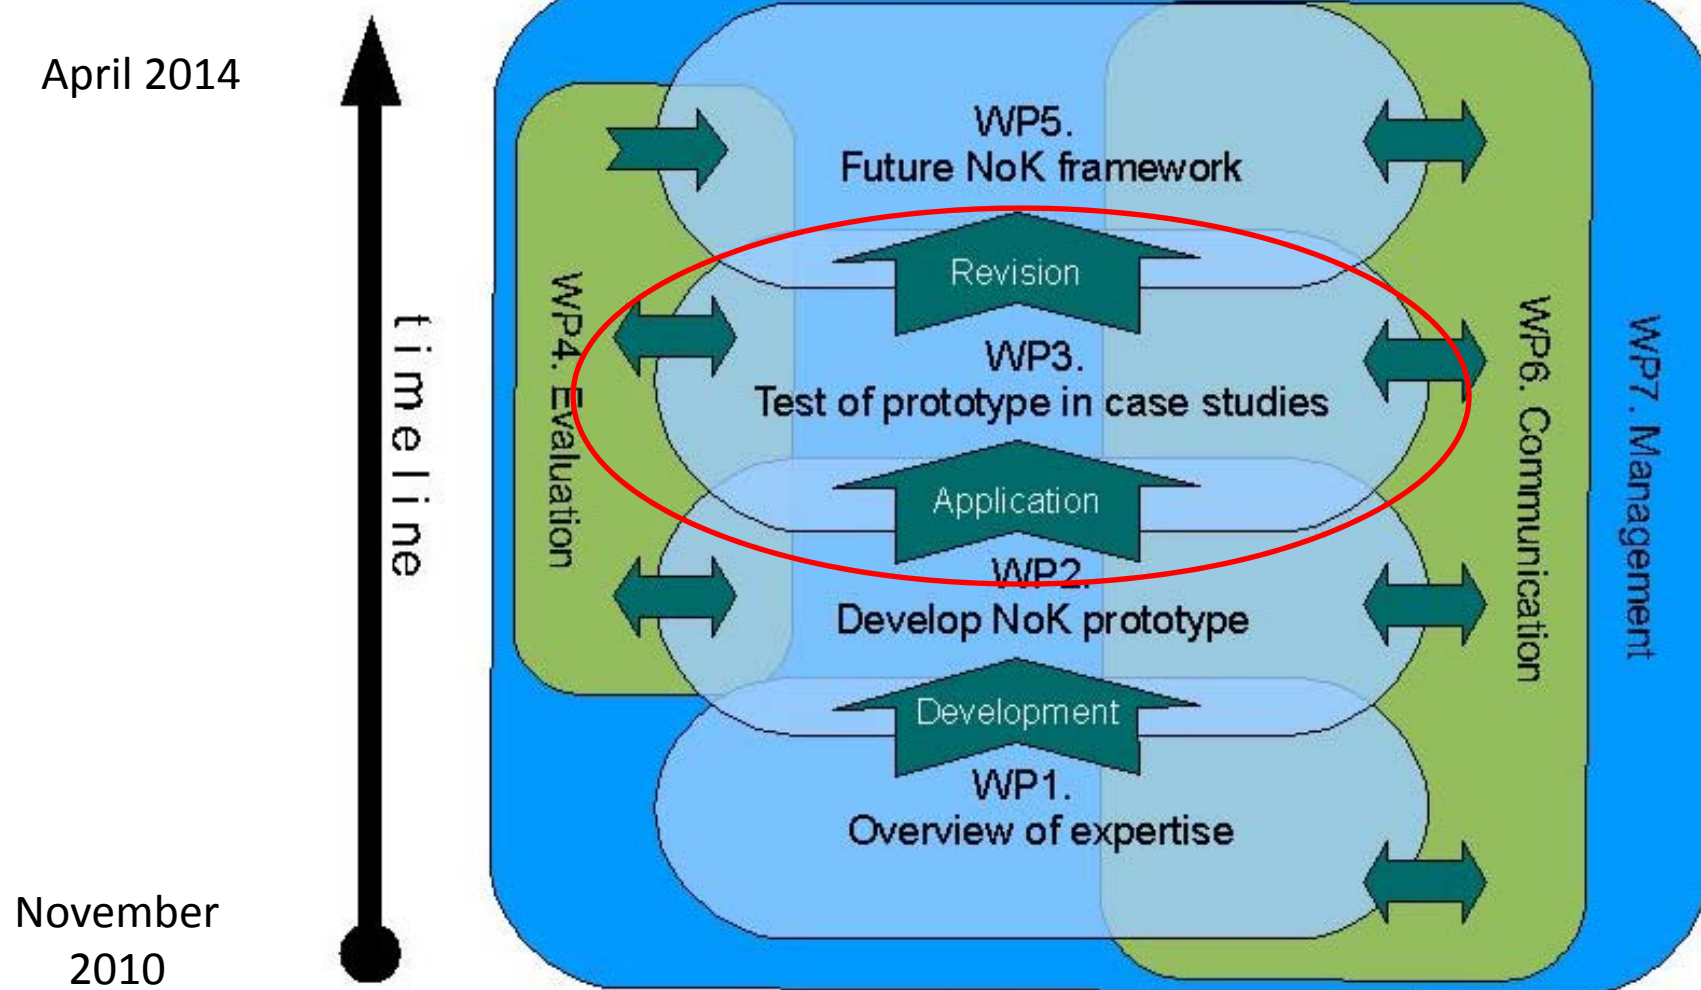 April 2014
November
2010
timeline
WP4. Evaluation
WP5.
Future NoK framework
Revision
WP3.
Test of prototype in case studies
Application
WP2.
Develop NoK prototype
Development
WP1.
Overview of expertise
WP6. Communication
WP7. Management